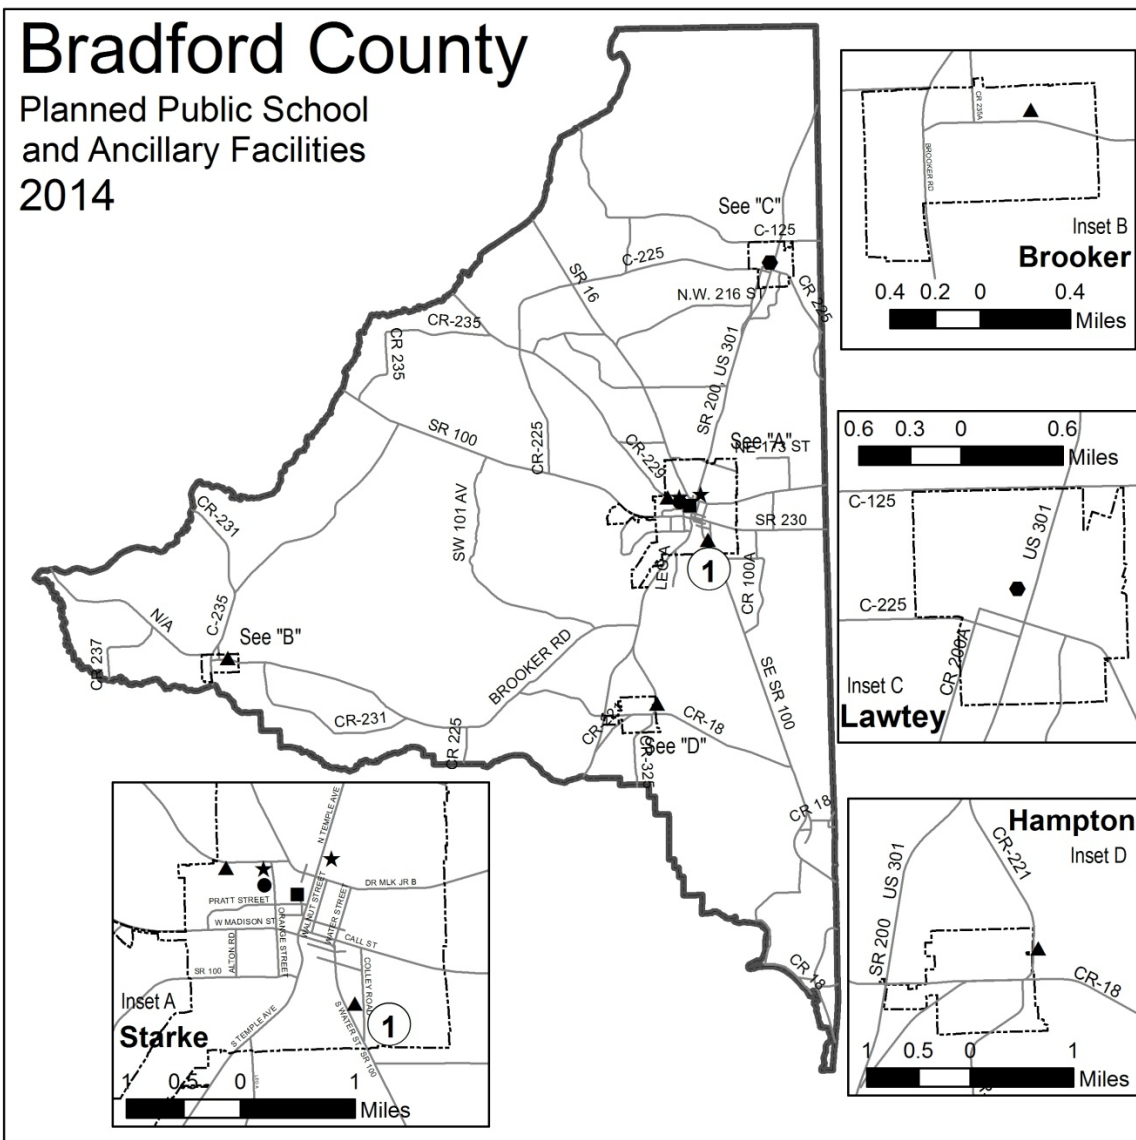 Bradford County
Planned Public School
and Ancillary Facilities
2014
See "C"
C-125
C-225
SR 16
N.W. 216 ST
CR 225
CR-235
CR 235
SR 200, US 301
SR 100
CR-225
CR-229
See "A"
NE 173 ST
SW 101 AV
SR 230
CR-231
CR 100A
1
N/A
C-235
See "B"
CR 237
BROOKER RD
SE SR 100
CR-231
CR 225
CR-18
See "D"
CR-325
CR 18
CR 18
CR 235A
BROOKER RD
Inset B
Brooker
0.4 0.2 0 0.4
Miles
0.6 0.3 0 0.6
Miles
C-125
US 301
C-225
CR 200A
Inset C
Lawtey
Hampton
Inset D
US 301
CR-221
SR 200
CR-18
1 0.5 0 1
Miles
N TEMPLE AVE
DR MLK JR B
PRATT STREET
WALNUT STREET
WATER STREET
W MADISON ST
ORANGE STREET
CALL ST
ALTON RD
SR 100
COLLEY ROAD
Inset A
Starke
S TEMPLE AVE
S WATER ST
SR 100
1
1 0.5 0 1
Miles